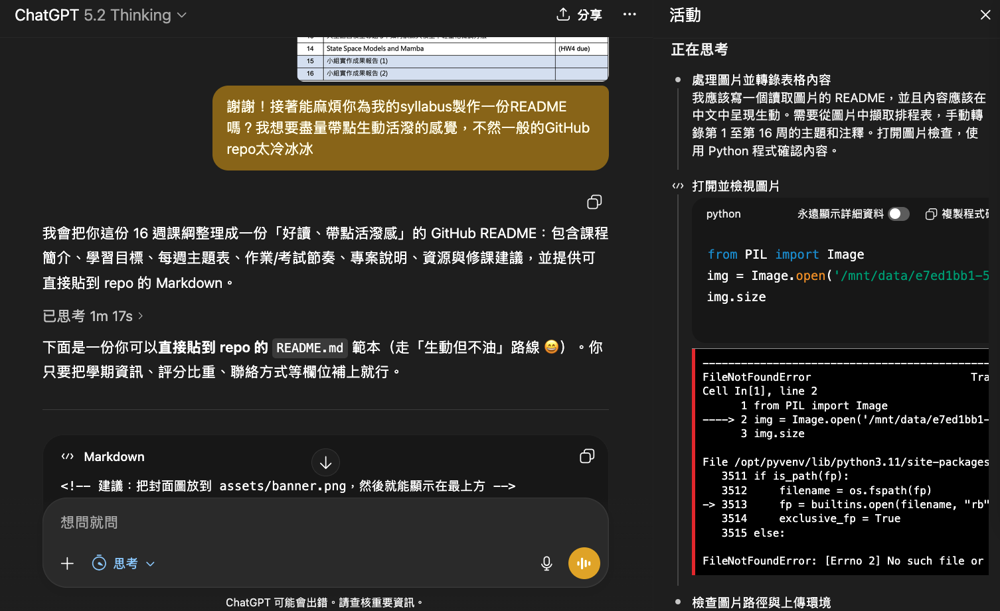 ChatGPT 5.2 Thinking
分享
14 State Space Models and Mamba (HW4 due)
15 小組實作成果報告 (1)
16 小組實作成果報告 (2)
謝謝！接著能麻煩你為我的syllabus製作一份README
嗎？我想要盡量帶點生動活潑的感覺，不然一般的GitHub
repo太冷冰冰
我會把你這份 16 週課綱整理成一份「好讀、帶點活潑感」的 GitHub README：包含課程
簡介、學習目標、每週主題表、作業/考試節奏、專案說明、資源與修課建議，並提供可
直接貼到 repo 的 Markdown。
已思考 1m 17s
下面是一份你可以直接貼到 repo 的 README.md 範本（走「生動但不油」路線 😄）。你
只要把學期資訊、評分比重、聯絡方式等欄位補上就行。
Markdown
<!-- 建議：把封面圖放到 assets/banner.png，然後就能顯示在最上方 -->
想問就問
思考
ChatGPT 可能會出錯。請查核重要資訊。
活動
正在思考
處理圖片並轉錄表格內容
我應該寫一個讀取圖片的 README，並且內容應該在
中文中呈現生動。需要從圖片中擷取排程表，手動轉
錄第 1 至第 16 周的主題和注釋。打開圖片檢查，使
用 Python 程式確認內容。
打開並檢視圖片
python
永遠顯示詳細資料
複製程式
from PIL import Image
img = Image.open('/mnt/data/e7ed1bb1-5
img.size
--------------------------------------------
FileNotFoundError Tra
Cell In[1], line 2
1 from PIL import Image
----> 2 img = Image.open('/mnt/data/e7ed1bb1-
3 img.size
File /opt/pyvenv/lib/python3.11/site-packages
3511 if is_path(fp):
3512 filename = os.fspath(fp)
-> 3513 fp = builtins.open(filename, "rb"
3514 exclusive_fp = True
3515 else:
FileNotFoundError: [Errno 2] No such file or
檢查圖片路徑與上傳環境